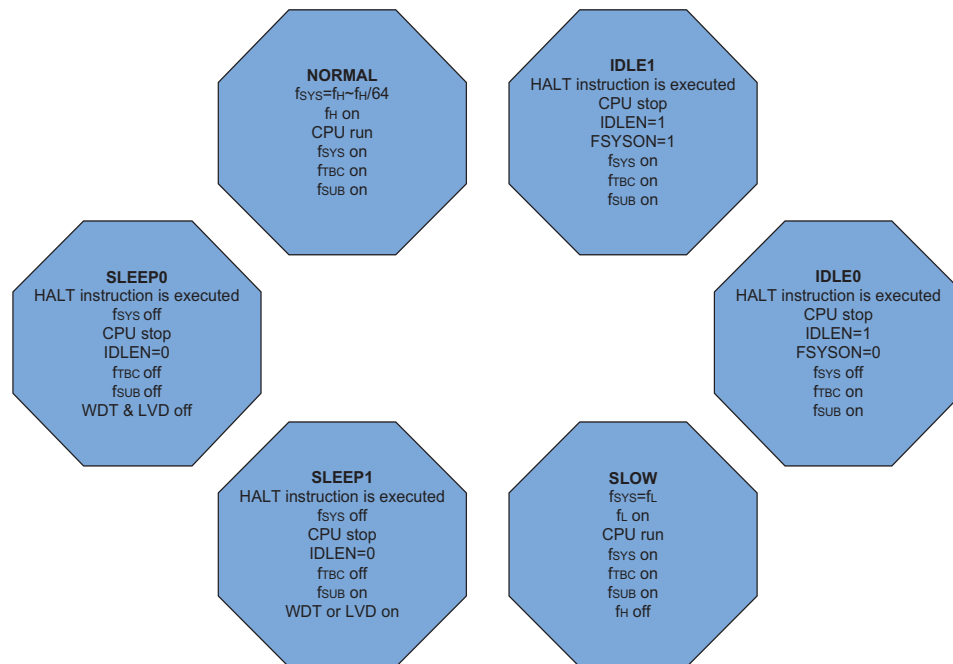 NORMAL
fSYS=fH~fH/64
fH on
CPU run
fSYS on
fTBC on
fSUB on
IDLE1
HALT instruction is executed
CPU stop
IDLEN=1
FSYSON=1
fSYS on
fTBC on
fSUB on
SLEEP0
HALT instruction is executed
fSYS off
CPU stop
IDLEN=0
fTBC off
fSUB off
WDT & LVD off
IDLE0
HALT instruction is executed
CPU stop
IDLEN=1
FSYSON=0
fSYS off
fTBC on
fSUB on
SLEEP1
HALT instruction is executed
fSYS off
CPU stop
IDLEN=0
fTBC off
fSUB on
WDT or LVD on
SLOW
fSYS=fL
fL on
CPU run
fSYS on
fTBC on
fSUB on
fH off